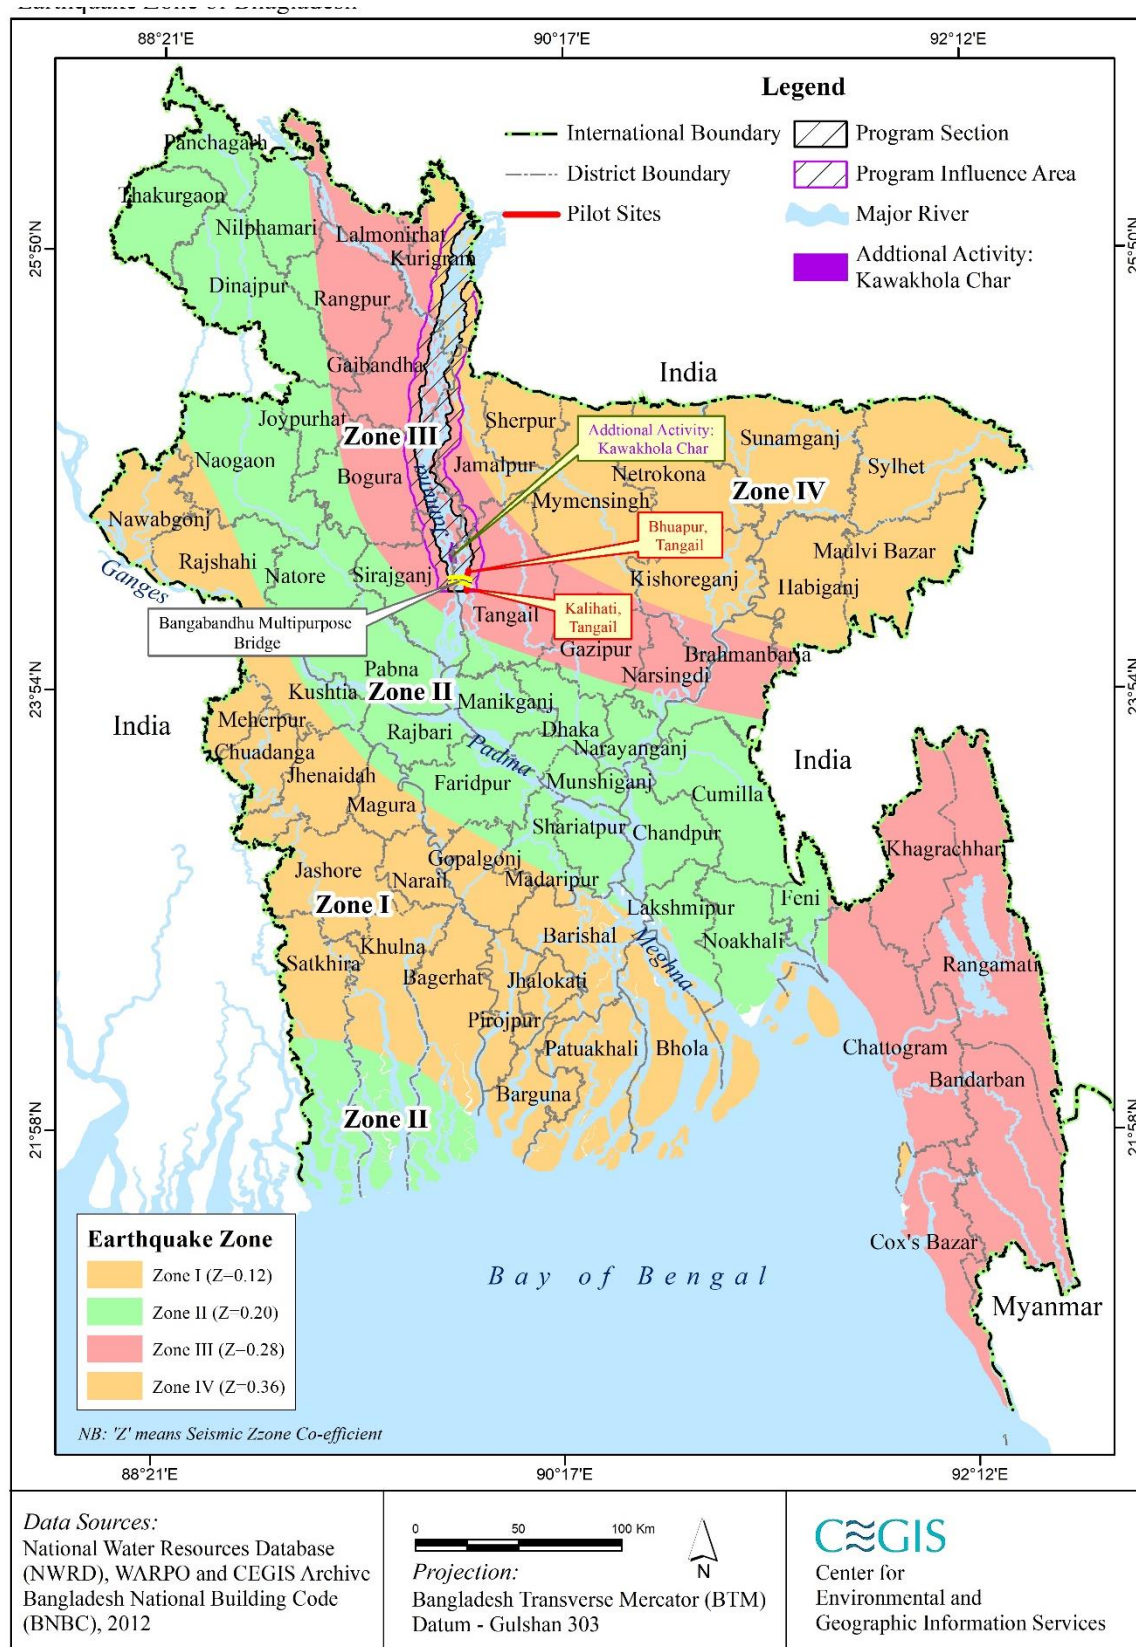 88°21'E
90°17'E
92°12'E
Legend
International Boundary
District Boundary
Pilot Sites
Program Section
Program Influence Area
Major River
Addtional Activity:
Kawakhola Char
25°50'N
25°50'N
Panchagarh
Thakurgaon
Nilphamari
Lalmonirhat
Kurigram
Dinajpur
Rangpur
Gaibandha
India
Joypurhat
Sherpur
Addtional Activity:
Kawakhola Char
Sunamganj
Zone III
Naogaon
Bogura
Jamalpur
Netrokona
Sylhet
Zone IV
Mymensingh
Jamuna
Nawabgonj
Bhuapur,
Tangail
Maulvi Bazar
Rajshahi
Natore
Sirajganj
Kishoreganj
Habiganj
Ganges
Bangabandhu Multipurpose
Bridge
Tangail
Kalihati,
Tangail
Gazipur
Brahmanbaria
Narsingdi
Pabna
23°54'N
23°54'N
Kushtia
Zone II
Manikganj
India
Meherpur
Rajbari
Dhaka
Chuadanga
Padma
Narayanganj
India
Jhenaidah
Faridpur
Munshiganj
Magura
Cumilla
Shariatpur
Chandpur
Khagrachhari
Gopalgonj
Jashore
Narail
Madaripur
Feni
Zone I
Lakshmipur
Khulna
Barishal
Meghna
Noakhali
Satkhira
Bagerhat
Jhalokati
Rangamati
Pirojpur
Patuakhali
Bhola
Chattogram
Bandarban
Barguna
21°58'N
21°58'N
Zone II
Cox's Bazar
Bay of Bengal
Myanmar
Earthquake Zone
Zone I (Z=0.12)
Zone II (Z=0.20)
Zone III (Z=0.28)
Zone IV (Z=0.36)
NB: 'Z' means Seismic Zzone Co-efficient
88°21'E
90°17'E
92°12'E
Data Sources:
National Water Resources Database
(NWRD), WARPO and CEGIS Archive
Bangladesh National Building Code
(BNBC), 2012
0 50 100 Km
N
Projection:
Bangladesh Transverse Mercator (BTM)
Datum - Gulshan 303
CEGIS
Center for
Environmental and
Geographic Information Services